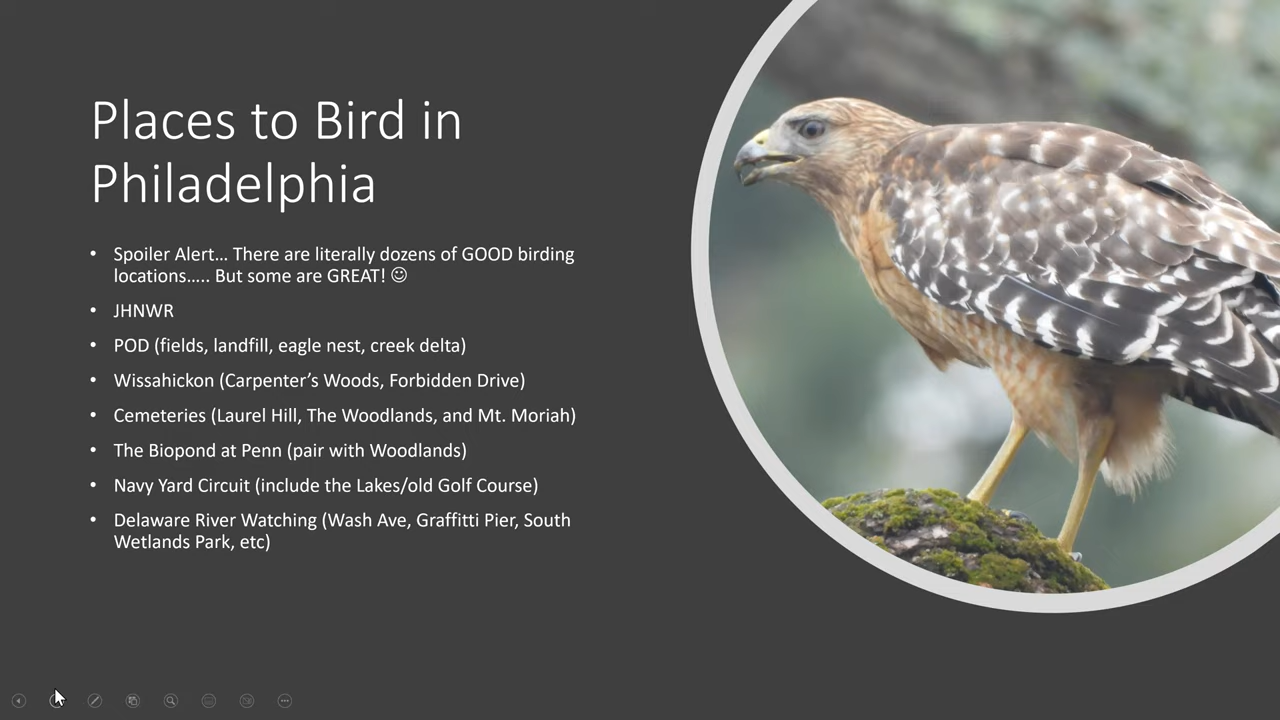 Places to Bird in
Philadelphia
• Spoiler Alert… There are literally dozens of GOOD birding
locations….. But some are GREAT! ☺
• JHNWR
• POD (fields, landfill, eagle nest, creek delta)
• Wissahickon (Carpenter’s Woods, Forbidden Drive)
• Cemeteries (Laurel Hill, The Woodlands, and Mt. Moriah)
• The Biopond at Penn (pair with Woodlands)
• Navy Yard Circuit (include the Lakes/old Golf Course)
• Delaware River Watching (Wash Ave, Graffitti Pier, South
Wetlands Park, etc)